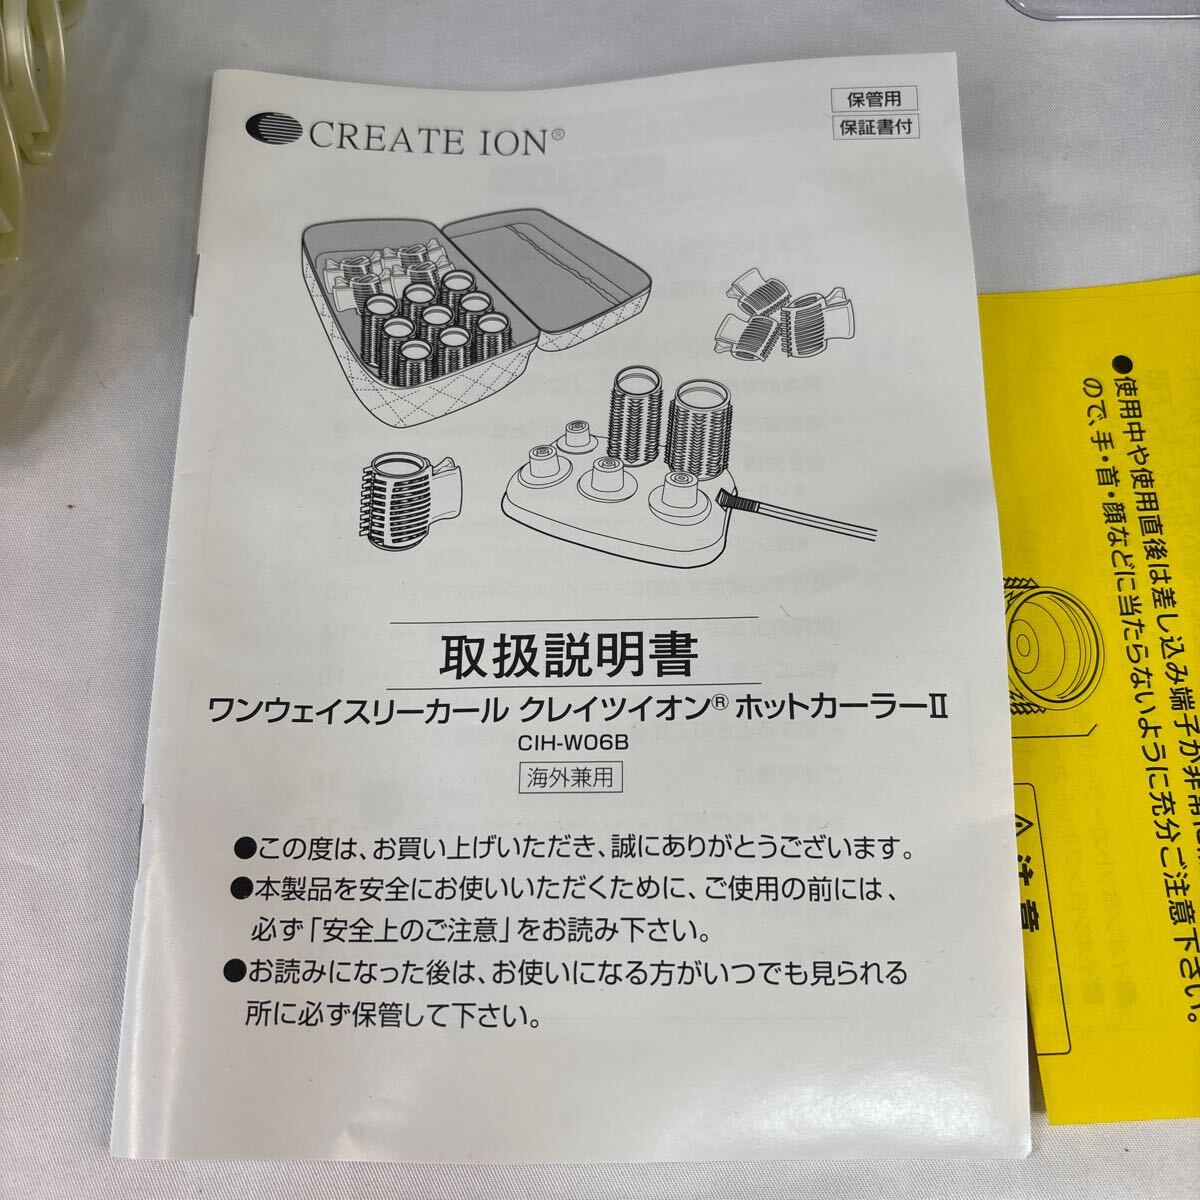 CREATE ION®
保管用
保証書付
取扱説明書
ワンウェイスリーカール クレイツイオン® ホットカーラーⅡ
CIH-W06B
海外兼用
●この度は、お買い上げいただき、誠にありがとうございます。
●本製品を安全にお使いいただくために、ご使用の前には、
必ず「安全上のご注意」をお読み下さい。
●お読みになった後は、お使いになる方がいつでも見られる
所に必ず保管して下さい。
●使用中や使用直後は差し込み端子が非常
ので、手・首・顔などに当たらないように充分ご注意下さい。
⚠注意